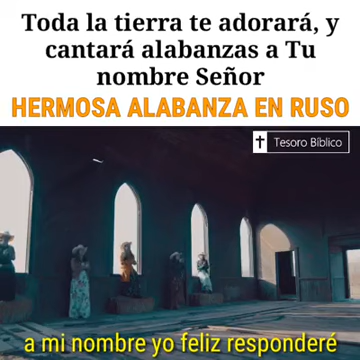 Toda la tierra te adorará, y
cantará alabanzas a Tu
nombre Señor
HERMOSA ALABANZA EN RUSO
Tesoro Bíblico
a mi nombre yo feliz responderé